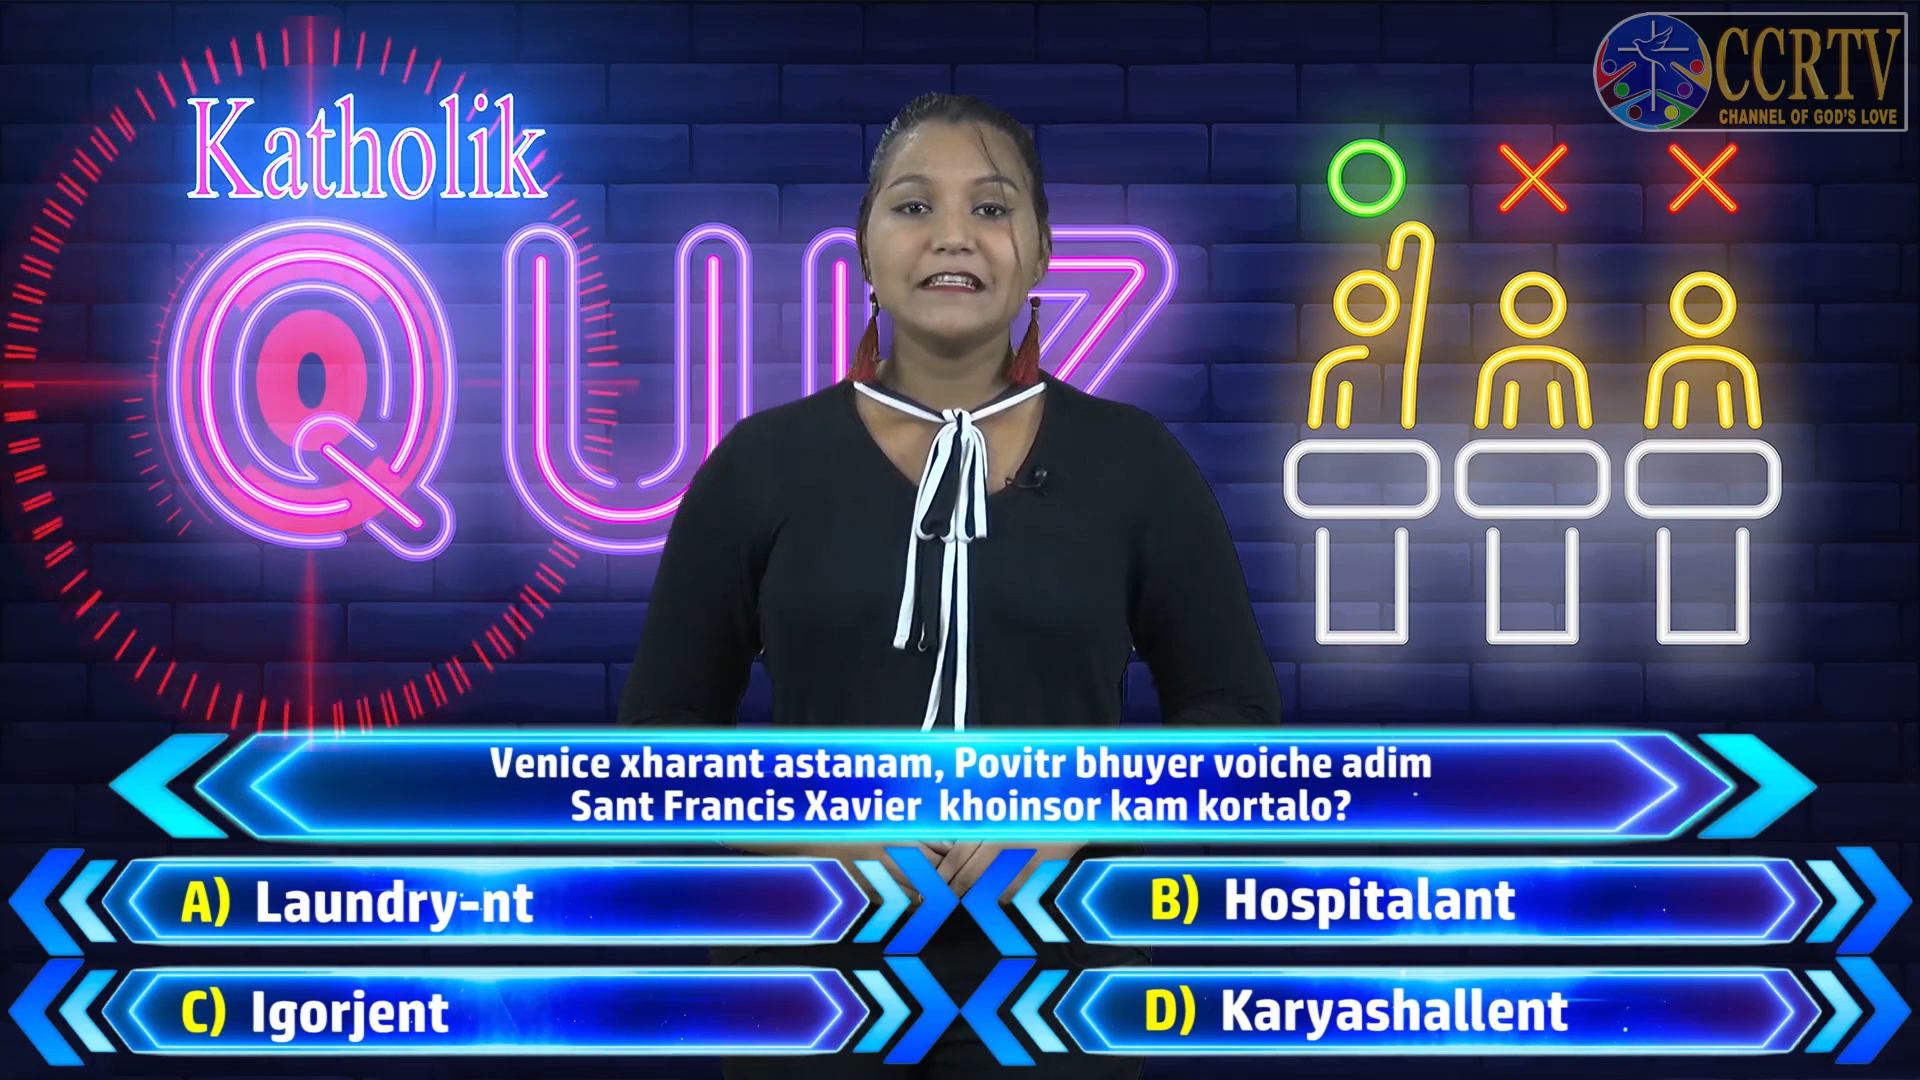 CCRTV
CHANNEL OF GOD'S LOVE
Katholik
QUIZ
Venice xharant astanam, Povitr bhuyer voiche adim
Sant Francis Xavier khoinsor kam kortalo?
A) Laundry-nt
B) Hospitalant
C) Igorjent
D) Karyashallent